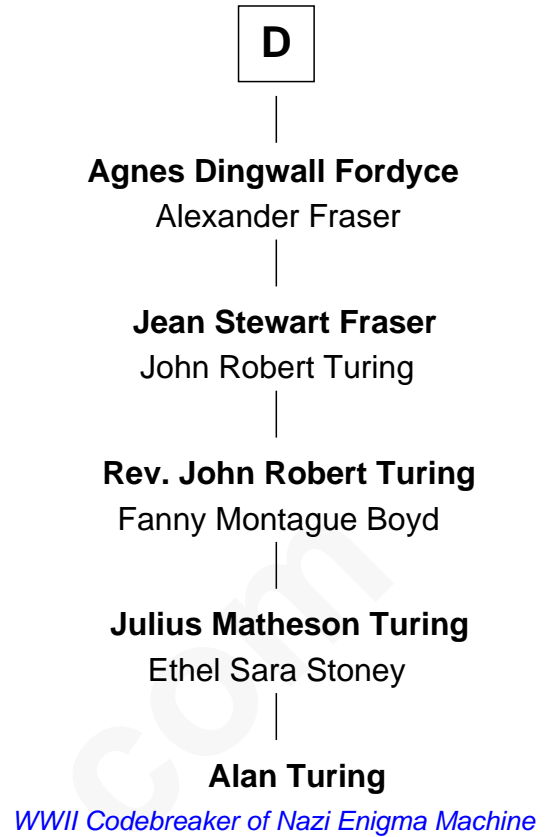 D
Agnes Dingwall Fordyce
Alexander Fraser
Jean Stewart Fraser
John Robert Turing
Rev. John Robert Turing
Fanny Montague Boyd
Julius Matheson Turing
Ethel Sara Stoney
Alan Turing
WWII Codebreaker of Nazi Enigma Machine
com